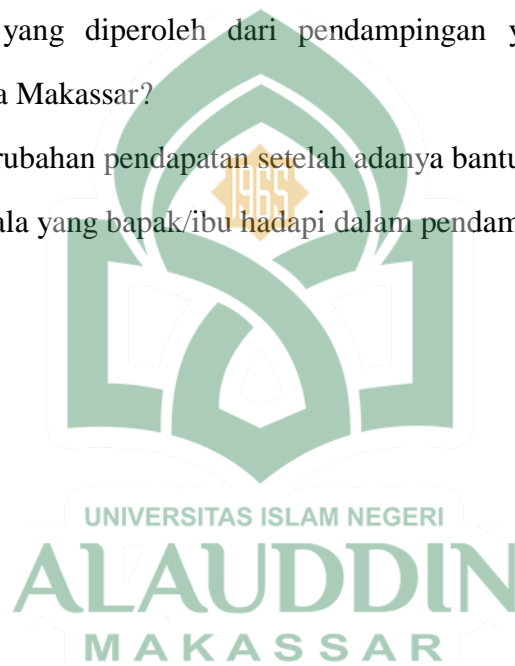 yang diperoleh dari pendampingan
a Makassar?
rubahan pendapatan setelah adanya bantu
1965
ala yang bapak/ibu hadapi dalam pendam
UNIVERSITAS ISLAM NEGERI
ALAUDDIN
MAKASSAR